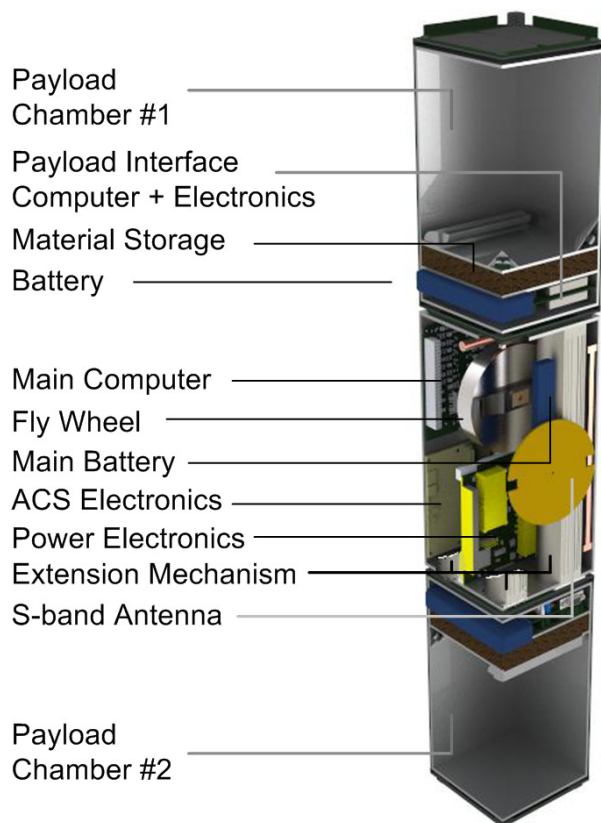 Payload
Chamber #1
Payload Interface
Computer + Electronics
Material Storage
Battery
Main Computer
Fly Wheel
Main Battery
ACS Electronics
Power Electronics
Extension Mechanism
S-band Antenna
Payload
Chamber #2